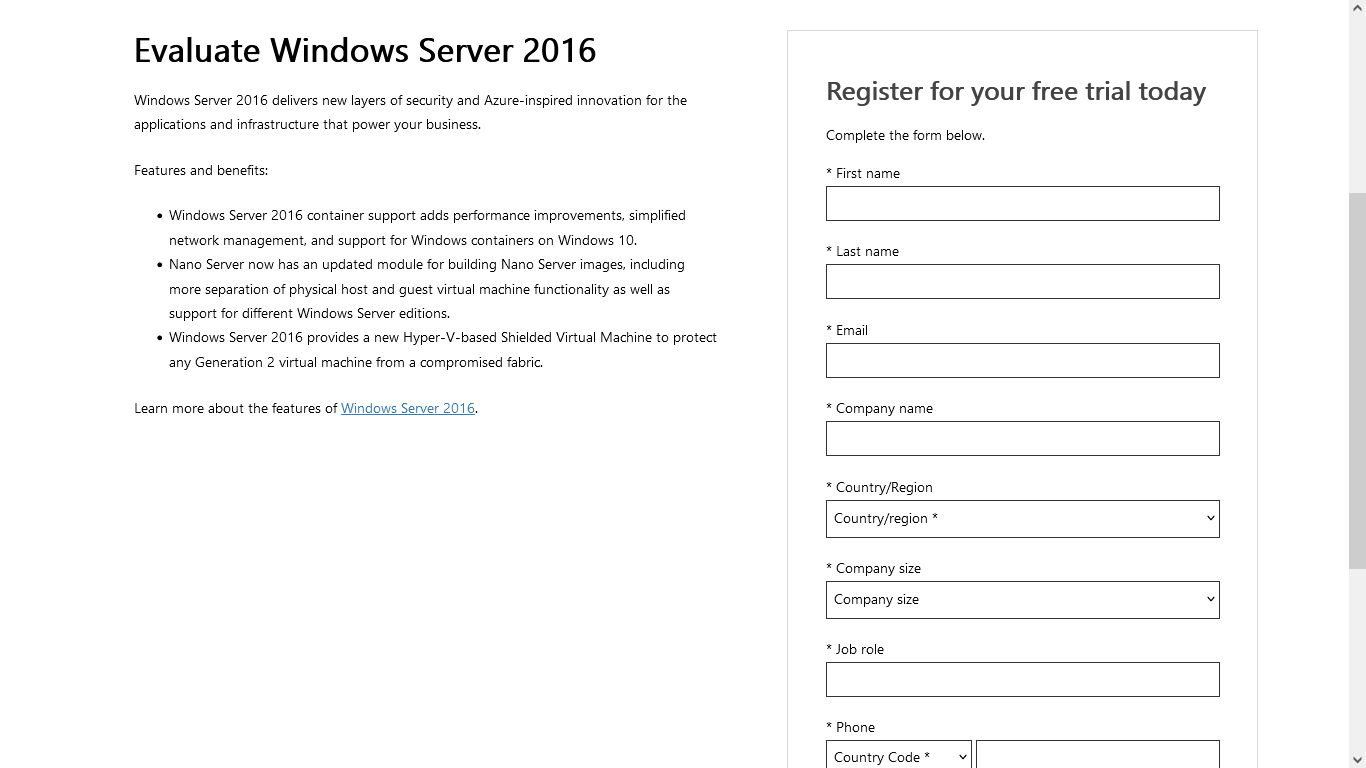 Evaluate Windows Server 2016
Windows Server 2016 delivers new layers of security and Azure-inspired innovation for the
applications and infrastructure that power your business.
Features and benefits:
• Windows Server 2016 container support adds performance improvements, simplified
network management, and support for Windows containers on Windows 10.
• Nano Server now has an updated module for building Nano Server images, including
more separation of physical host and guest virtual machine functionality as well as
support for different Windows Server editions.
• Windows Server 2016 provides a new Hyper-V-based Shielded Virtual Machine to protect
any Generation 2 virtual machine from a compromised fabric.
Learn more about the features of Windows Server 2016.
Register for your free trial today
Complete the form below.
* First name
* Last name
* Email
* Company name
* Country/Region
Country/region *
* Company size
Company size
* Job role
* Phone
Country Code *